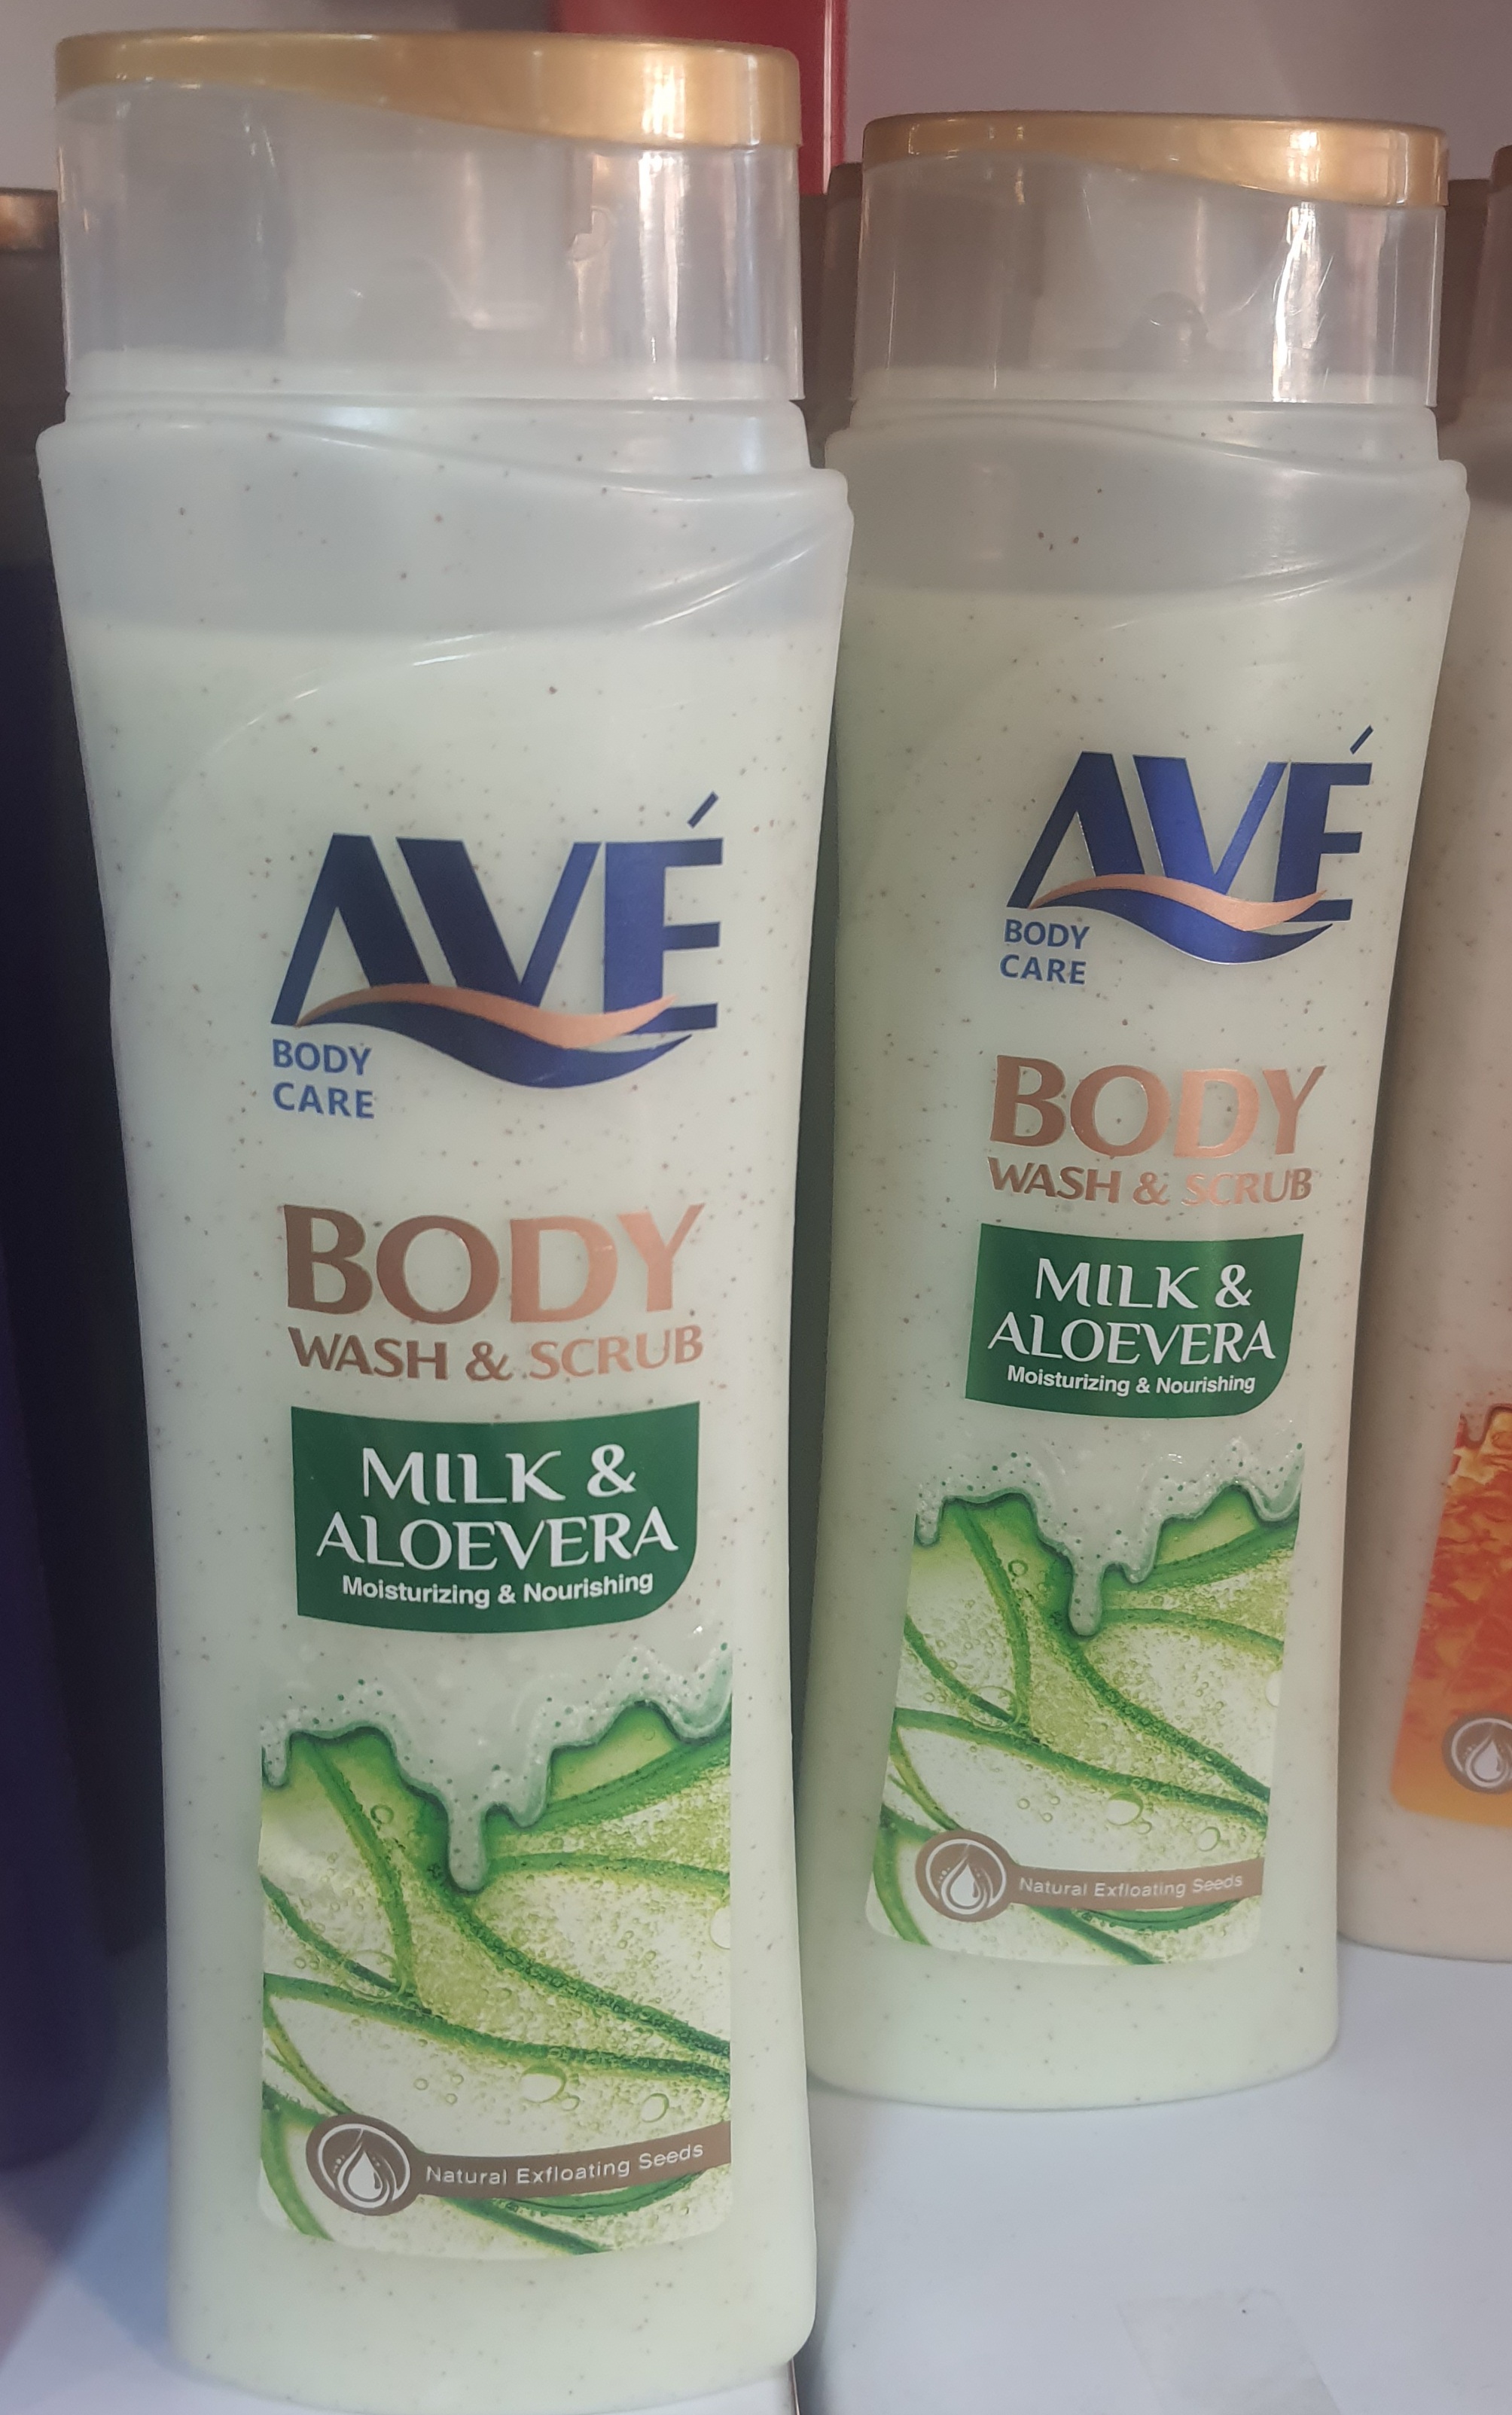 AVÉ
BODY
CARE
BODY
WASH & SCRUB
MILK &
ALOEVERA
Moisturizing & Nourishing
Natural Exfloating Seeds
AVÉ
BODY
CARE
BODY
WASH & SCRUB
MILK &
ALOEVERA
Moisturizing & Nourishing
Natural Exfloating Seeds